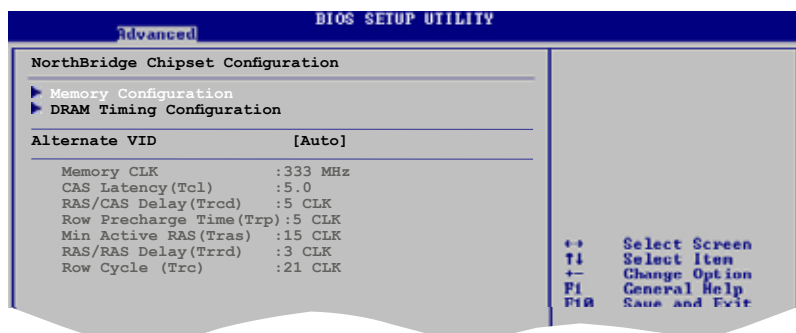 BIOS SETUP UTILITY
Advanced
NorthBridge Chipset Configuration
Memory Configuration
DRAM Timing Configuration
Alternate VID [Auto]
Memory CLK :333 MHz
CAS Latency(Tcl) :5.0
RAS/CAS Delay(Trcd) :5 CLK
Row Precharge Time(Trp):5 CLK
Min Active RAS(Tras) :15 CLK
RAS/RAS Delay(Trrd) :3 CLK
Row Cycle (Trc) :21 CLK
↔ Select Screen
↑↓ Select Item
+- Change Option
F1 General Help
F10 Save and Exit